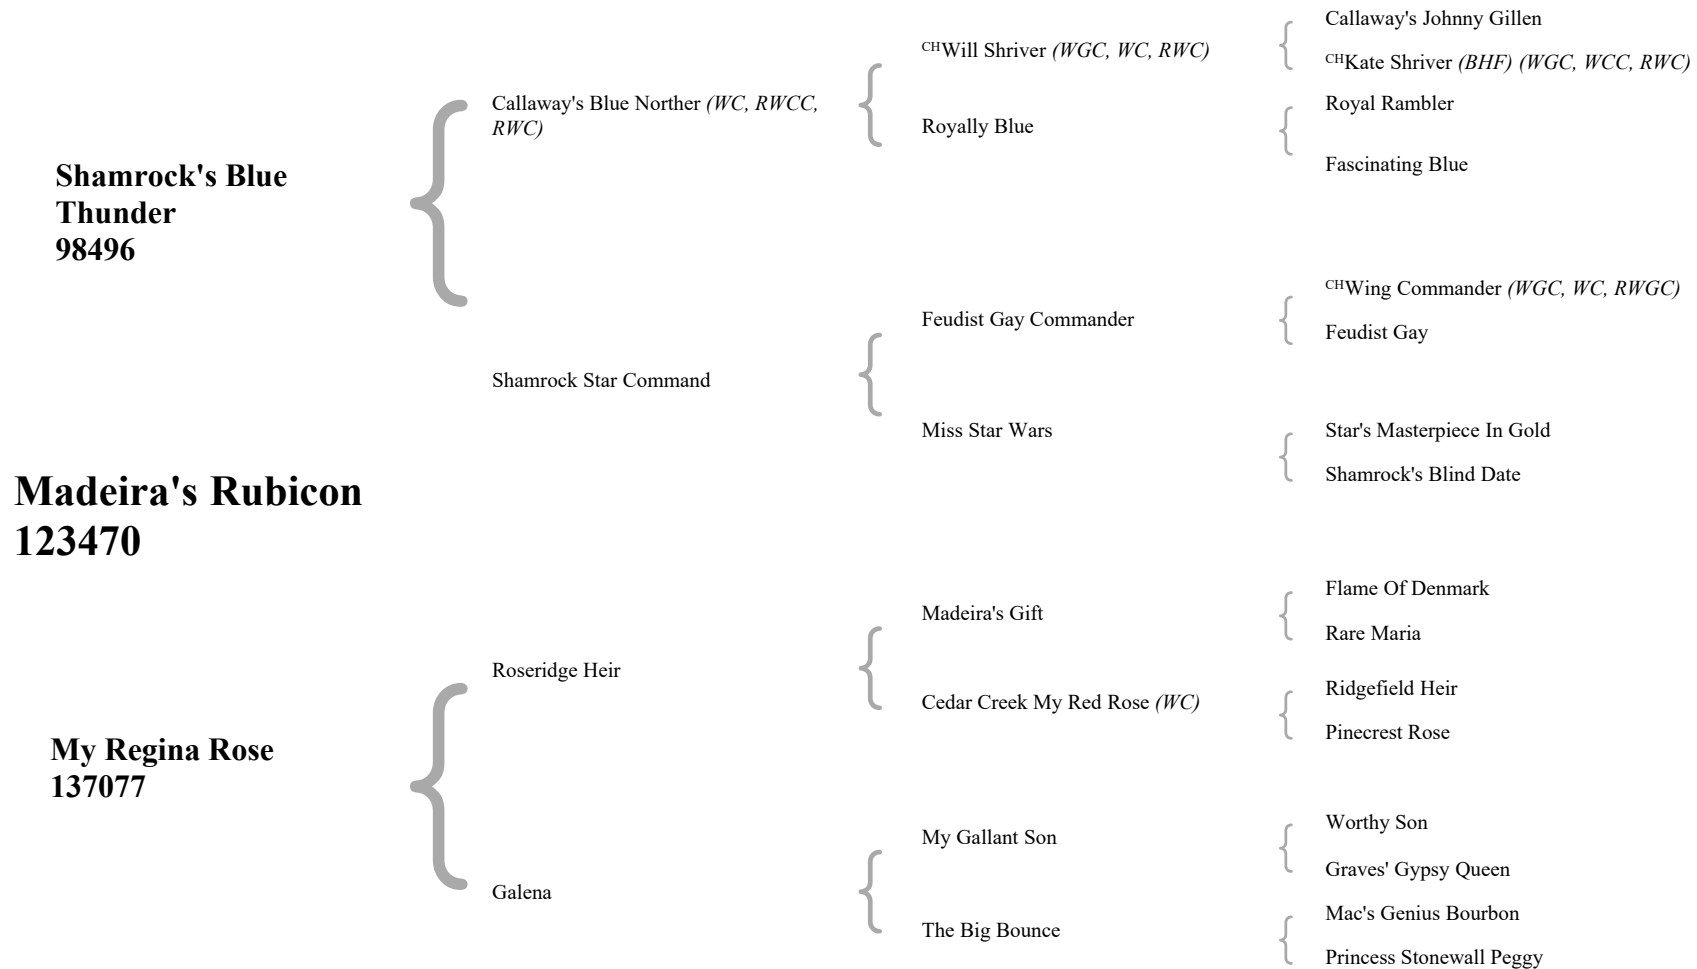 Callaway's Johnny Gillen
CHWill Shriver (WGC, WC, RWC)
CHKate Shriver (BHF) (WGC, WCC, RWC)
Callaway's Blue Norther (WC, RWCC,
RWC)
Royal Rambler
Royally Blue
Fascinating Blue
Shamrock's Blue
Thunder
98496
CHWing Commander (WGC, WC, RWGC)
Feudist Gay Commander
Feudist Gay
Shamrock Star Command
Miss Star Wars
Star's Masterpiece In Gold
Shamrock's Blind Date
Madeira's Rubicon
123470
Flame Of Denmark
Madeira's Gift
Rare Maria
Roseridge Heir
Ridgefield Heir
Cedar Creek My Red Rose (WC)
Pinecrest Rose
My Regina Rose
137077
Worthy Son
My Gallant Son
Graves' Gypsy Queen
Galena
Mac's Genius Bourbon
The Big Bounce
Princess Stonewall Peggy